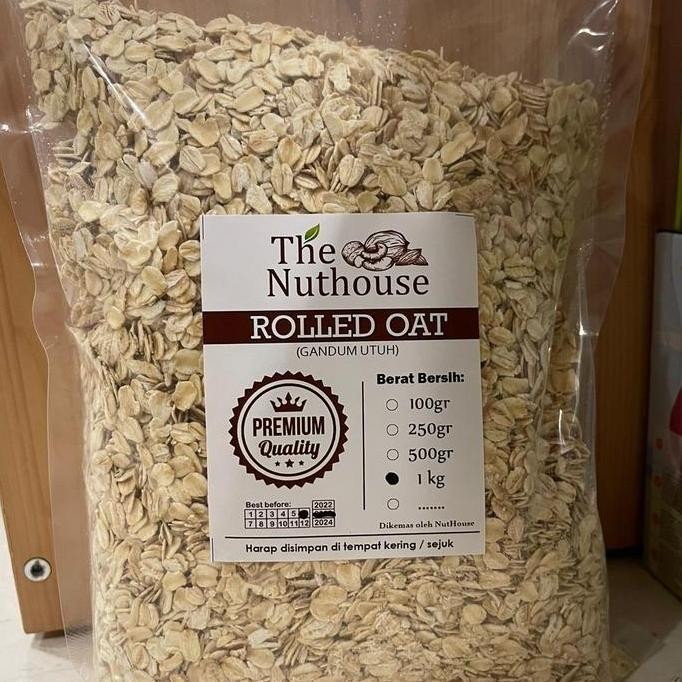 The
Nuthouse
ROLLED OAT
(GANDUM UTUH)
PREMIUM
Quality
Berat Bersih:
100gr
250gr
500gr
1 kg
.......
Best before:
1 2 3 4 5
7 8 9 10 11 12
2022
2024
Dikemas oleh NutHouse
Harap disimpan di tempat kering / sejuk